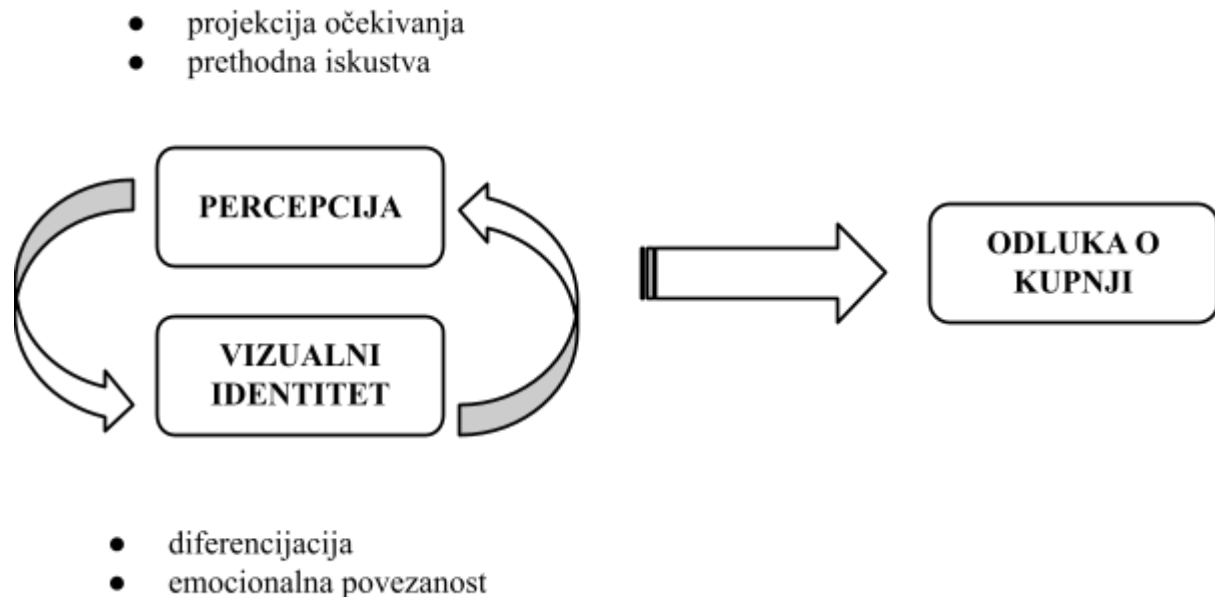 ● projekcija očekivanja
● prethodna iskustva
PERCEPCIJA
VIZUALNI
IDENTITET
ODLUKA O
KUPNJI
● diferencijacija
● emocionalna povezanost